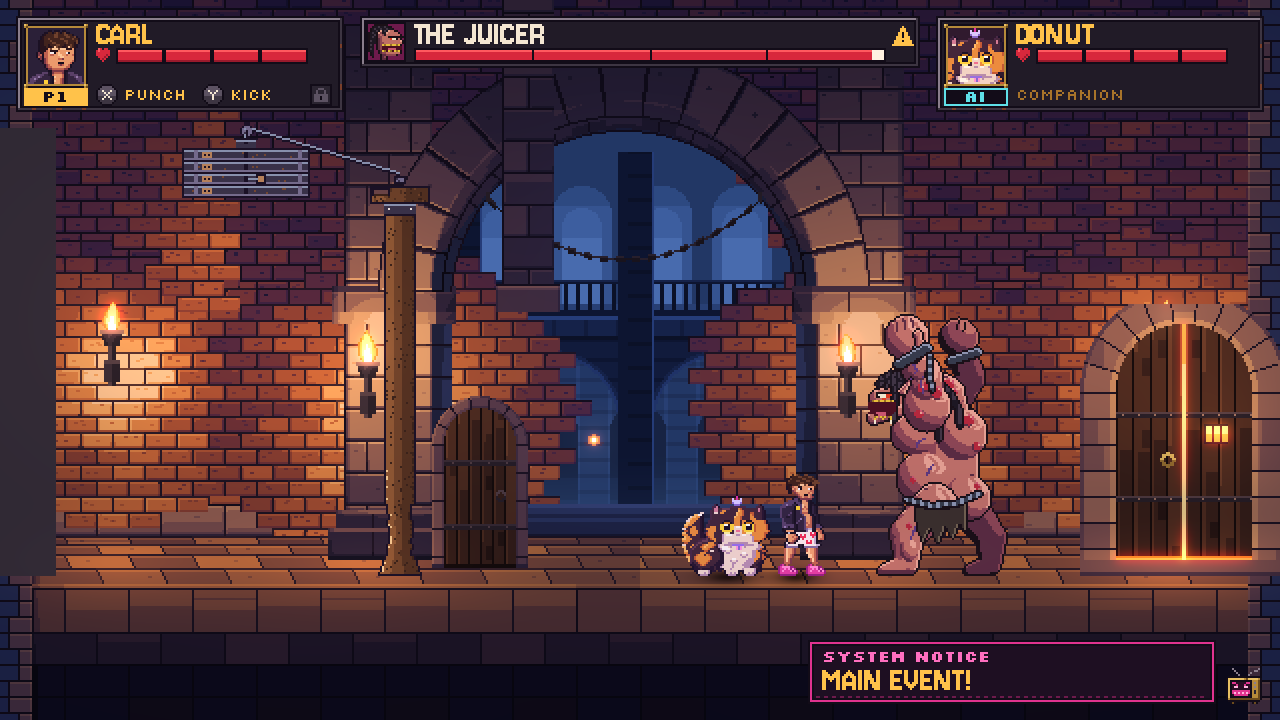 CARL
P1
X PUNCH Y KICK
THE JUICER
DONUT
AI
COMPANION
SYSTEM NOTICE
MAIN EVENT!